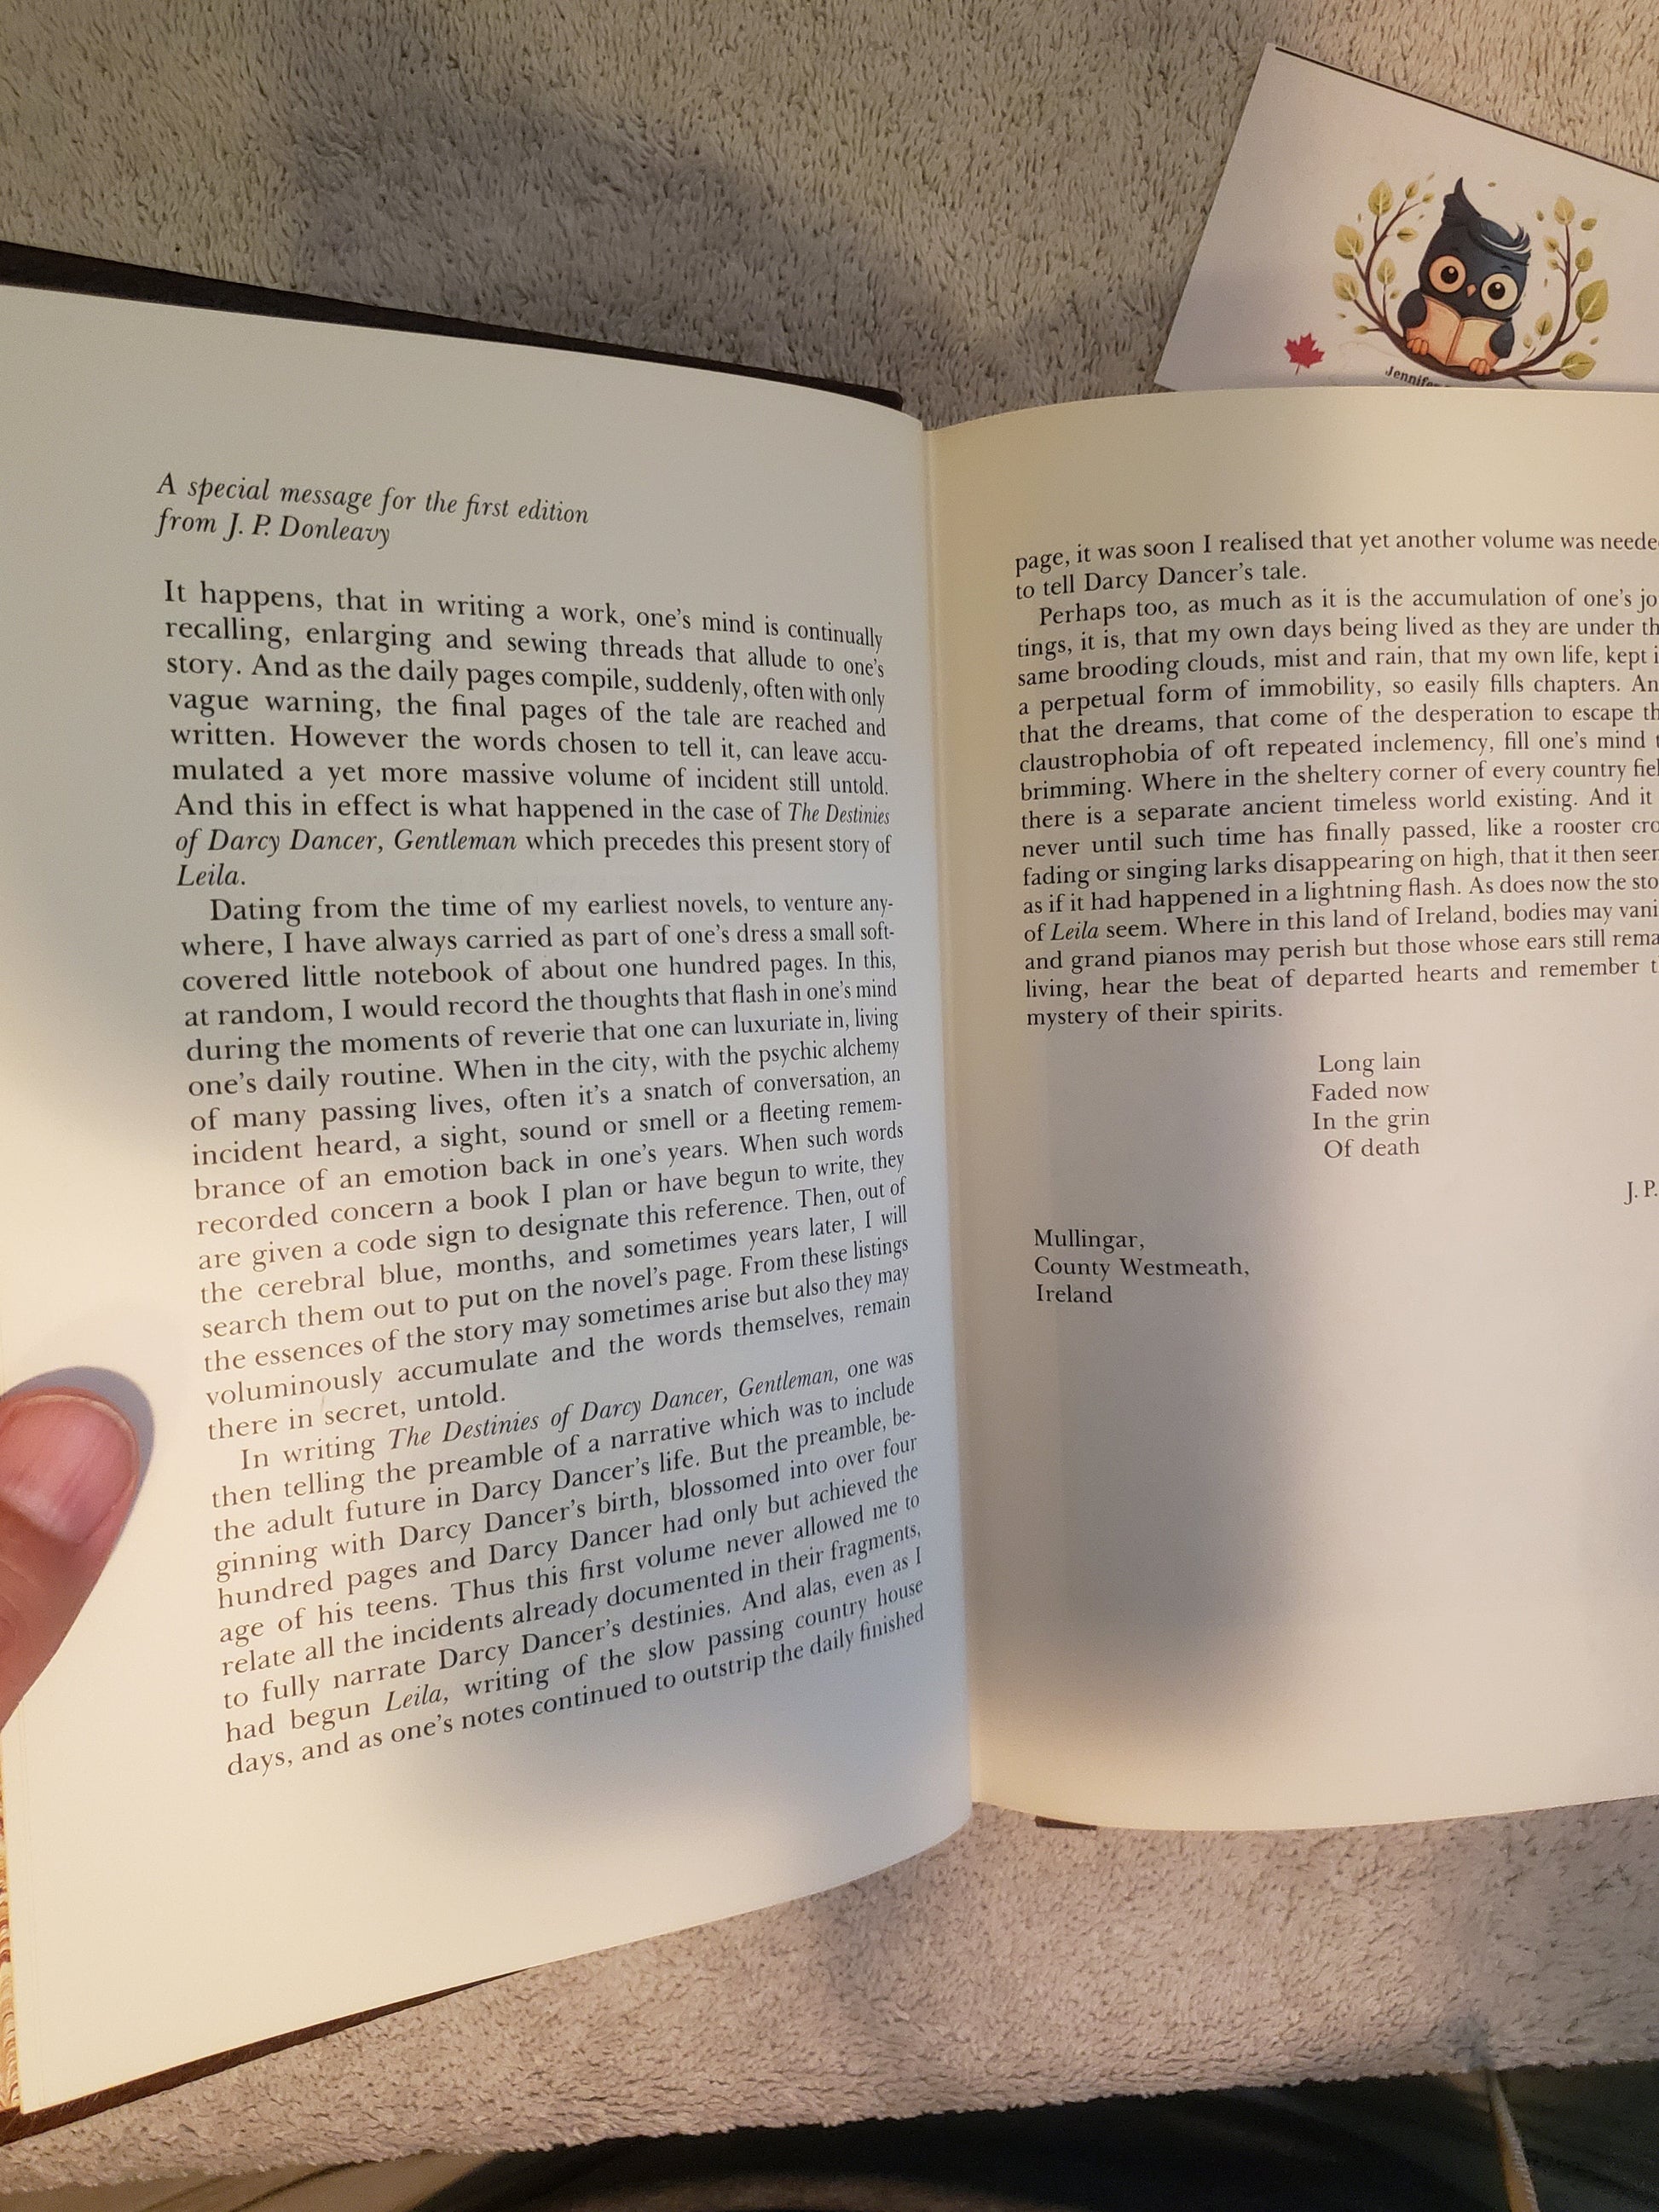 A special message for the first edition
from J. P. Donleavy
It happens, that in writing a work, one's mind is continually
recalling, enlarging and sewing threads that allude to one's
story. And as the daily pages compile, suddenly, often with only
vague warning, the final pages of the tale are reached and
written. However the words chosen to tell it, can leave accu-
mulated a yet more massive volume of incident still untold.
And this in effect is what happened in the case of The Destinies
of Darcy Dancer, Gentleman which precedes this present story of
Leila.
Dating from the time of my earliest novels, to venture any-
where, I have always carried as part of one's dress a small soft-
covered little notebook of about one hundred pages. In this,
at random, I would record the thoughts that flash in one's mind
during the moments of reverie that one can luxuriate in, living
one's daily routine. When in the city, with the psychic alchemy
of many passing lives, often it's a snatch of conversation, an
incident heard, a sight, sound or smell or a fleeting remem-
brance of an emotion back in one's years. When such words
recorded concern a book I plan or have begun to write, they
are given a code sign to designate this reference. Then, out of
the cerebral blue, months, and sometimes years later, I will
search them out to put on the novel's page. From these listings
the essences of the story may sometimes arise but also they may
voluminously accumulate and the words themselves, remain
there in secret, untold.
In writing The Destinies of Darcy Dancer, Gentleman, one was
then telling the preamble of a narrative which was to include
the adult future in Darcy Dancer's life. But the preamble, be-
ginning with Darcy Dancer's birth, blossomed into over four
hundred pages and Darcy Dancer had only but achieved the
age of his teens. Thus this first volume never allowed me to
relate all the incidents already documented in their fragments,
to fully narrate Darcy Dancer's destinies. And alas, even as I
had begun Leila, writing of the slow passing country house
days, and as one's notes continued to outstrip the daily finished
page, it was soon I realised that yet another volume was neede
to tell Darcy Dancer's tale.
Perhaps too, as much as it is the accumulation of one's jo
tings, it is, that my own days being lived as they are under th
same brooding clouds, mist and rain, that my own life, kept i
a perpetual form of immobility, so easily fills chapters. An
that the dreams, that come of the desperation to escape th
claustrophobia of oft repeated inclemency, fill one's mind t
brimming. Where in the sheltery corner of every country fiel
there is a separate ancient timeless world existing. And it
never until such time has finally passed, like a rooster cro
fading or singing larks disappearing on high, that it then seem
as if it had happened in a lightning flash. As does now the sto
of Leila seem. Where in this land of Ireland, bodies may vani
and grand pianos may perish but those whose ears still rema
living, hear the beat of departed hearts and remember t
mystery of their spirits.
Long lain
Faded now
In the grin
Of death
J. P.
Mullingar,
County Westmeath,
Ireland
Jennifer